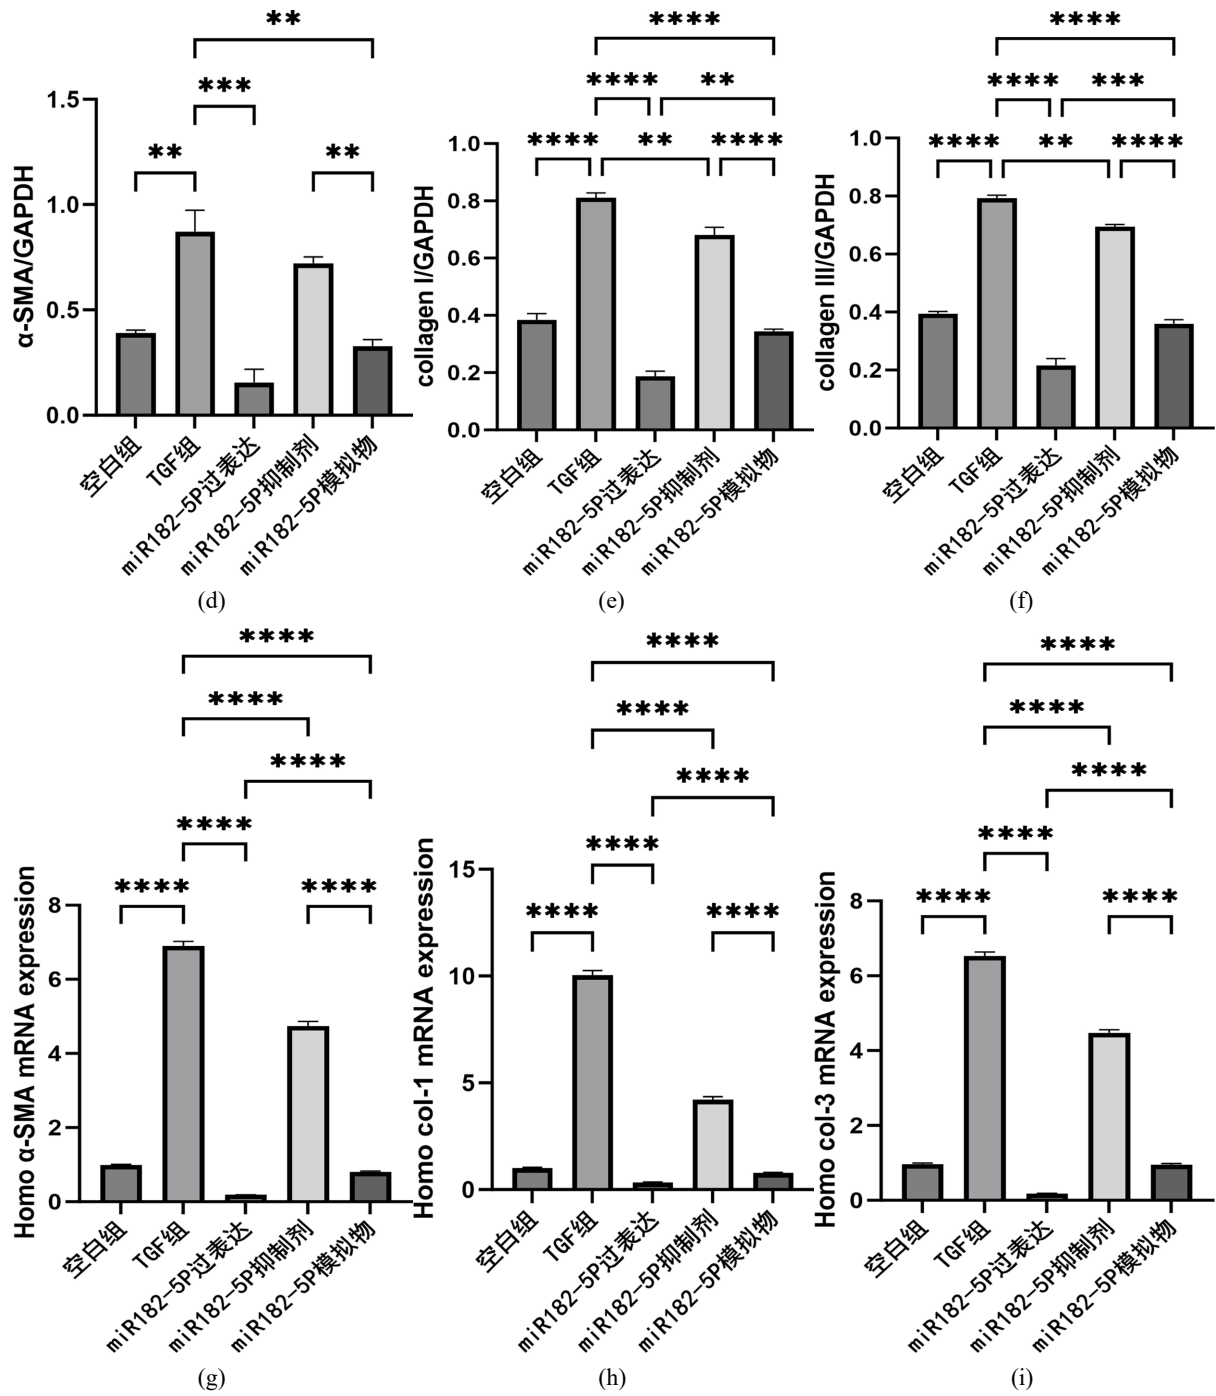 **
***
**
**
1.5
1.0
0.5
0.0
α-SMA/GAPDH
空白组
TGF组
miR182-5P过表达
miR182-5P抑制剂
miR182-5P模拟物
(d)
****
****
**
****
**
****
1.0
0.8
0.6
0.4
0.2
0.0
collagen I/GAPDH
空白组
TGF组
miR182-5P过表达
miR182-5P抑制剂
miR182-5P模拟物
(e)
****
****
***
****
**
****
1.0
0.8
0.6
0.4
0.2
0.0
collagen III/GAPDH
空白组
TGF组
miR182-5P过表达
miR182-5P抑制剂
miR182-5P模拟物
(f)
****
****
****
****
****
****
8
6
4
2
0
Homo α-SMA mRNA expression
空白组
TGF组
miR182-5P过表达
miR182-5P抑制剂
miR182-5P模拟物
(g)
****
****
****
****
****
****
15
10
5
0
Homo col-1 mRNA expression
空白组
TGF组
miR182-5P过表达
miR182-5P抑制剂
miR182-5P模拟物
(h)
****
****
****
****
****
****
8
6
4
2
0
Homo col-3 mRNA expression
空白组
TGF组
miR182-5P过表达
miR182-5P抑制剂
miR182-5P模拟物
(i)